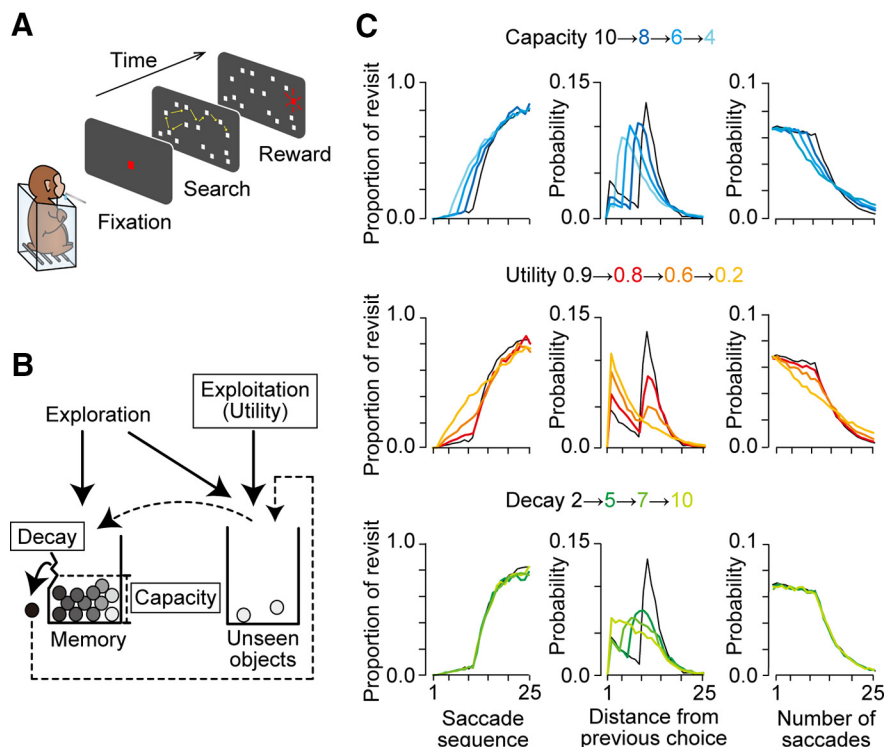 A
Time
Reward
Search
Fixation
B
Exploration
Exploitation
(Utility)
Decay
Capacity
Memory
Unseen
objects
C
Capacity 10→8→6→4
Proportion of revisit
1.0
0.0
Probability
0.15
0.0
Probability
0.1
0.0
Utility 0.9→0.8→0.6→0.2
Proportion of revisit
1.0
0.0
Probability
0.15
0.0
Probability
0.1
0.0
Decay 2→5→7→10
Proportion of revisit
1.0
0.0
1
25
Saccade
sequence
Probability
0.15
0.0
1
25
Distance from
previous choice
Probability
0.1
0.0
1
25
Number of
saccades